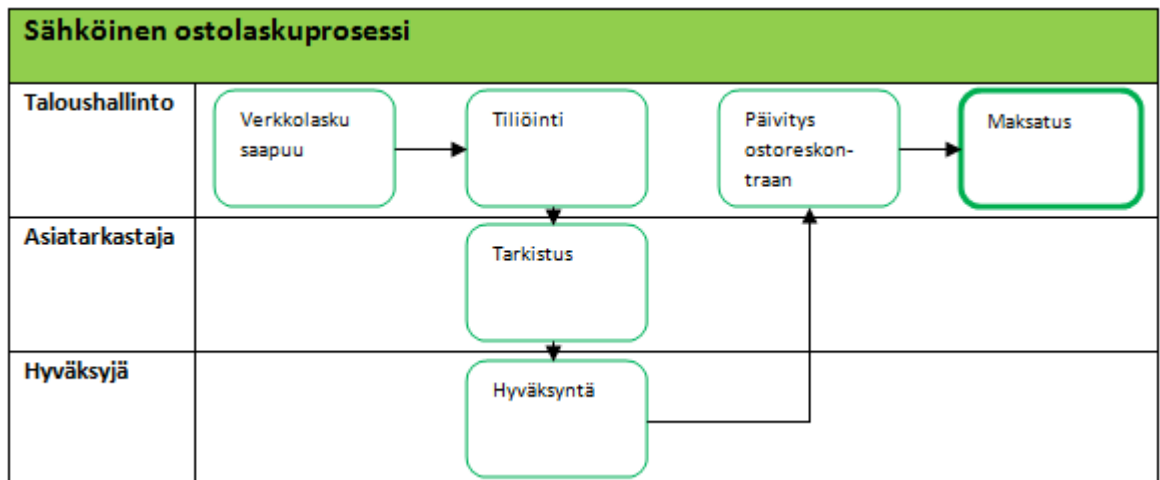 Sähköinen ostolaskuprosessi
Taloushallinto
Verkkolasku
saapuu
Tiliöinti
Päivitys
ostoreskon-
traan
Maksatus
Asiatarkastaja
Tarkistus
Hyväksyjä
Hyväksyntä